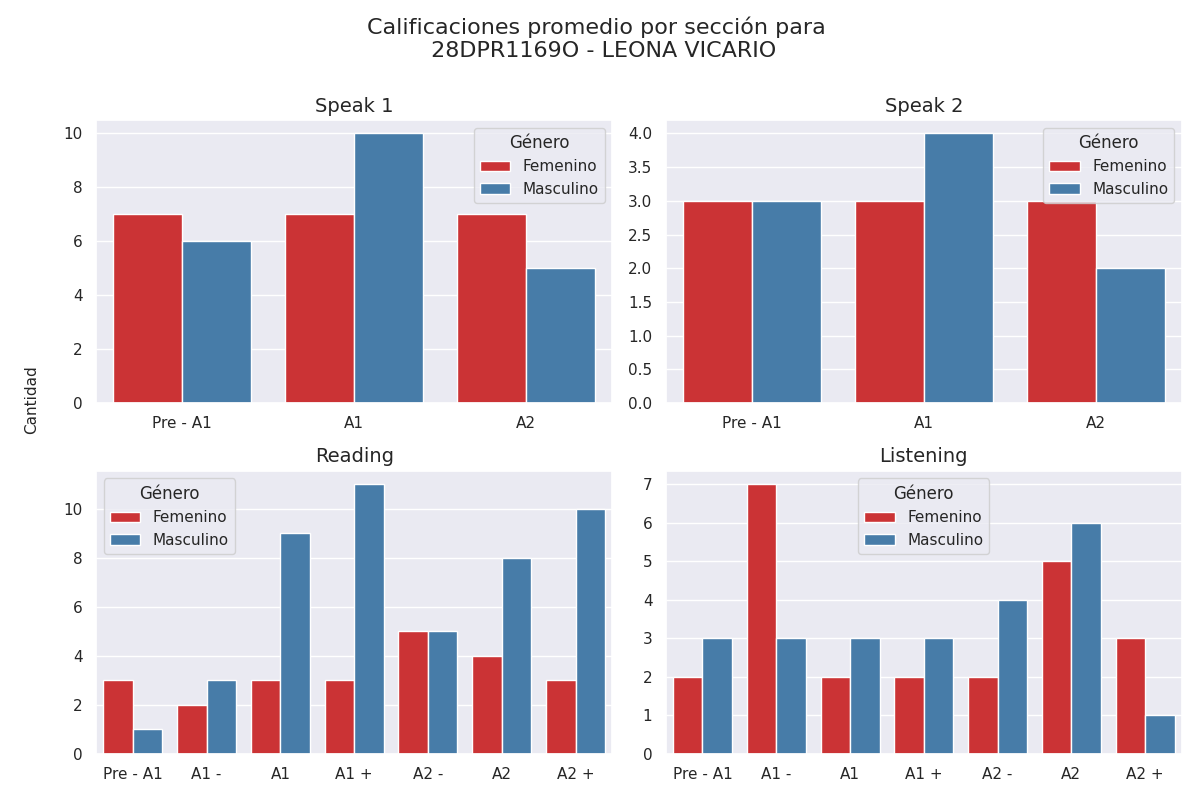 Calificaciones promedio por sección para
28DPR1169O - LEONA VICARIO
Cantidad
Speak 1
10
8
6
4
2
0
Género
Femenino
Masculino
Pre - A1 A1 A2
Speak 2
4.0
3.5
3.0
2.5
2.0
1.5
1.0
0.5
0.0
Género
Femenino
Masculino
Pre - A1 A1 A2
Reading
10
8
6
4
2
0
Género
Femenino
Masculino
Pre - A1 A1 - A1 A1 + A2 - A2 A2 +
Listening
7
6
5
4
3
2
1
0
Género
Femenino
Masculino
Pre - A1 A1 - A1 A1 + A2 - A2 A2 +